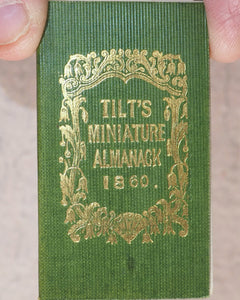 TILT'S
MINIATURE
ALMANACK
1860.